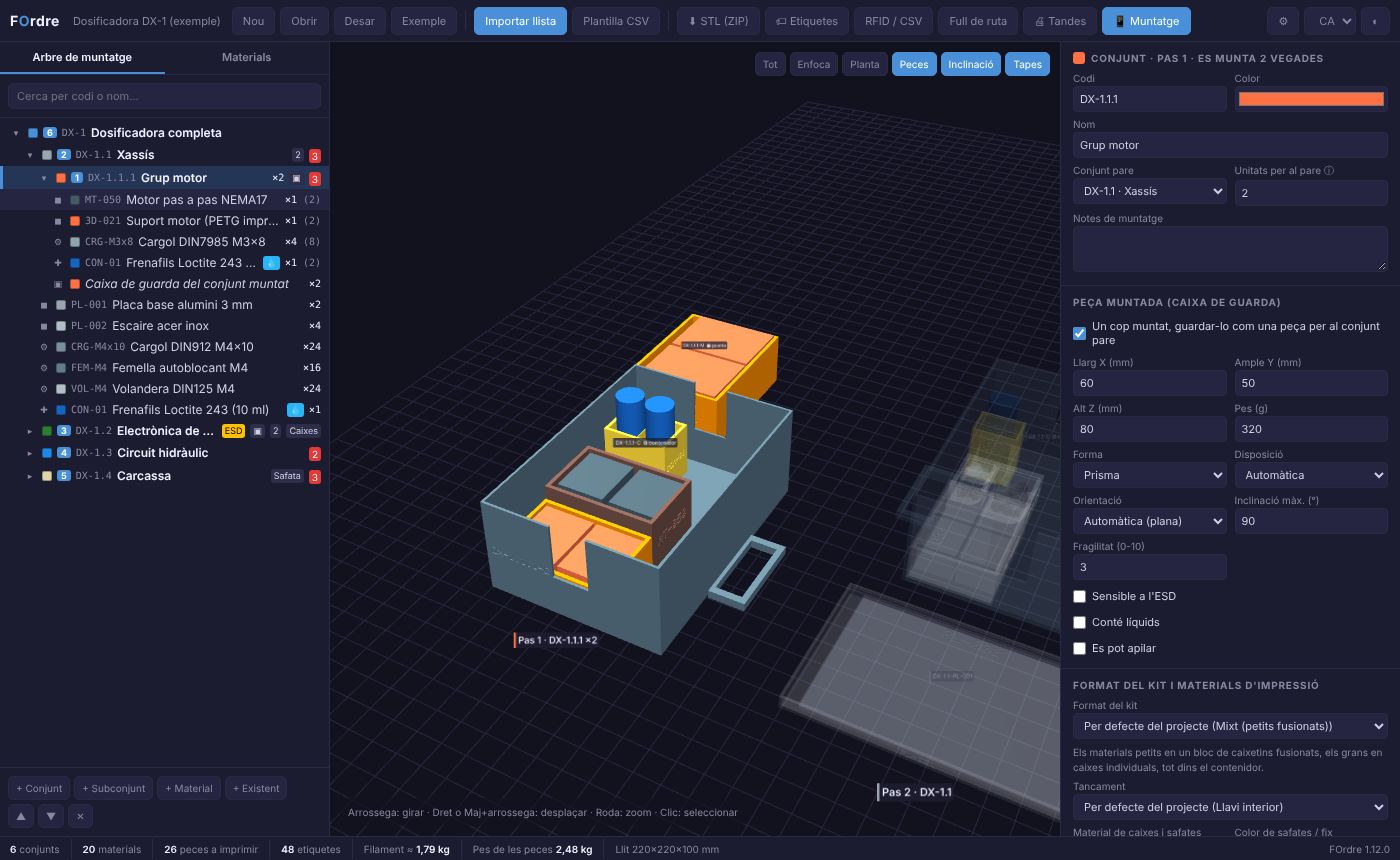 FOrdre Dosificadora DX-1 (exemple) Nou Obrir Desar Exemple Importar llista Plantilla CSV ⬇ STL (ZIP) 🏷 Etiquetes RFID / CSV Full de ruta 🖨 Tandes 📱 Muntatge ⚙ CA
Arbre de muntatge Materials
Cerca per codi o nom...
▾ 6 DX-1 Dosificadora completa
▾ 2 DX-1.1 Xassís 2 3
▾ 1 DX-1.1.1 Grup motor ×2 ▣ 3
■ MT-050 Motor pas a pas NEMA17 ×1 (2)
■ 3D-021 Suport motor (PETG impr... ×1 (2)
⚙ CRG-M3x8 Cargol DIN7985 M3×8 ×4 (8)
✚ CON-01 Frenafils Loctite 243 ... 💧 ×1 (2)
▣ Caixa de guarda del conjunt muntat ×2
■ PL-001 Placa base alumini 3 mm ×2
■ PL-002 Escaire acer inox ×4
⚙ CRG-M4x10 Cargol DIN912 M4×10 ×24
⚙ FEM-M4 Femella autoblocant M4 ×16
⚙ VOL-M4 Volandera DIN125 M4 ×24
✚ CON-01 Frenafils Loctite 243 (10 ml) 💧 ×1
▸ 3 DX-1.2 Electrònica de ... ESD ▣ 2 Caixes
▸ 4 DX-1.3 Circuit hidràulic 2
▸ 5 DX-1.4 Carcassa Safata 3
+ Conjunt + Subconjunt + Material + Existent
▲ ▼ ×
Tot Enfoca Planta Peces Inclinació Tapes
Pas 1 · DX-1.1.1 ×2
Pas 2 · DX-1.1
Arrossega: girar · Dret o Maj+arrossega: desplaçar · Roda: zoom · Clic: seleccionar
CONJUNT · PAS 1 · ES MUNTA 2 VEGADES
Codi Color
DX-1.1.1
Nom
Grup motor
Conjunt pare Unitats per al pare ⓘ
DX-1.1 · Xassís 2
Notes de muntatge
PEÇA MUNTADA (CAIXA DE GUARDA)
Un cop muntat, guardar-lo com una peça per al conjunt
pare
Llarg X (mm) Ample Y (mm)
60 50
Alt Z (mm) Pes (g)
80 320
Forma Disposició
Prisma Automàtica
Orientació Inclinació màx. (°)
Automàtica (plana) 90
Fragilitat (0-10)
3
Sensible a l'ESD
Conté líquids
Es pot apilar
FORMAT DEL KIT I MATERIALS D'IMPRESSIÓ
Format del kit
Per defecte del projecte (Mixt (petits fusionats))
Els materials petits en un bloc de caixetins fusionats, els grans en
caixes individuals, tot dins el contenidor.
Tancament
Per defecte del projecte (Llavi interior)
Material de caixes i safates Color de safates / fix
6 conjunts 20 materials 26 peces a imprimir 48 etiquetes Filament ≈ 1,79 kg Pes de les peces 2,48 kg Llit 220×220×100 mm FOrdre 1.12.0